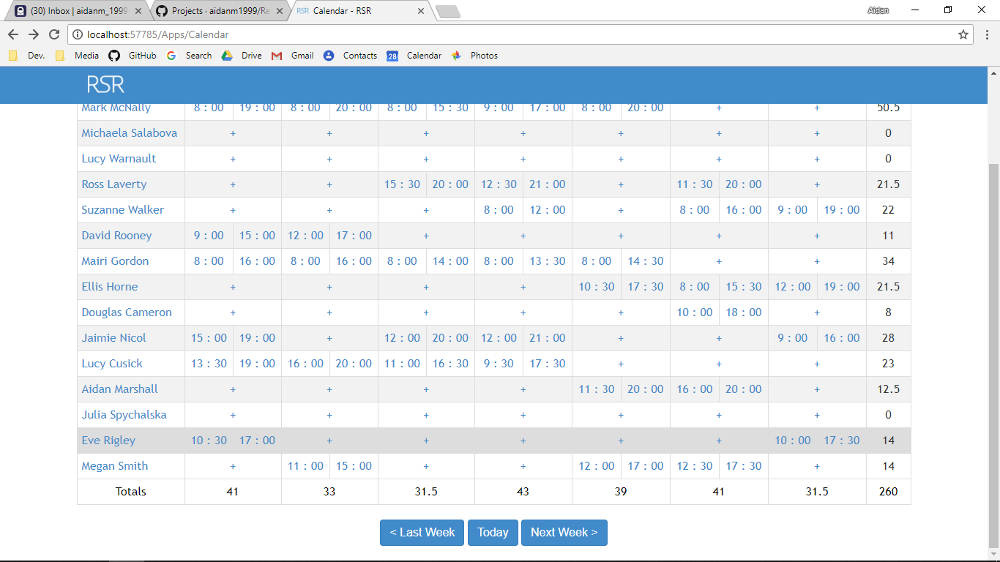 (30) Inbox | aidanm_1999 Projects · aidanm1999/Re RSR Calendar - RSR Aidan
localhost:57785/Apps/Calendar
Dev. Media GitHub Search Drive Gmail 28 Calendar Contacts Photos
RSR
Mark McNally 8 : 00 19 : 00 8 : 00 20 : 00 8 : 00 15 : 30 9 : 00 17 : 00 8 : 00 20 : 00 + + 50.5
Michaela Salabova + + + + + + + 0
Lucy Warnault + + + + + + + 0
Ross Laverty + + 15 : 30 20 : 00 12 : 30 21 : 00 + 11 : 30 20 : 00 + 21.5
Suzanne Walker + + + 8 : 00 12 : 00 + 8 : 00 16 : 00 9 : 00 19 : 00 22
David Rooney 9 : 00 15 : 00 12 : 00 17 : 00 + + + + + 11
Mairi Gordon 8 : 00 16 : 00 8 : 00 16 : 00 8 : 00 14 : 00 8 : 00 13 : 30 8 : 00 14 : 30 + + 34
Ellis Horne + + + + 10 : 30 17 : 30 8 : 00 15 : 30 12 : 00 19 : 00 21.5
Douglas Cameron + + + + + 10 : 00 18 : 00 + 8
Jaimie Nicol 15 : 00 19 : 00 + 12 : 00 20 : 00 12 : 00 21 : 00 + + 9 : 00 16 : 00 28
Lucy Cusick 13 : 30 19 : 00 16 : 00 20 : 00 11 : 00 16 : 30 9 : 30 17 : 30 + + + 23
Aidan Marshall + + + + 11 : 30 20 : 00 16 : 00 20 : 00 + 12.5
Julia Spychalska + + + + + + + 0
Eve Rigley 10 : 30 17 : 00 + + + + + 10 : 00 17 : 30 14
Megan Smith + 11 : 00 15 : 00 + + 12 : 00 17 : 00 12 : 30 17 : 30 + 14
Totals 41 33 31.5 43 39 41 31.5 260
< Last Week Today Next Week >